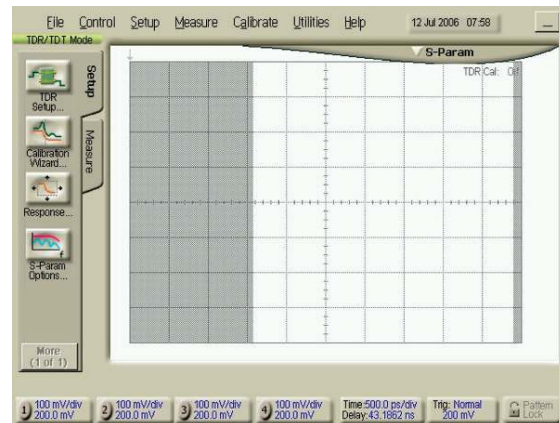 File Control Setup Measure Calibrate Utilities Help 12 Jul 2006 07:58
TDR/TDT Mode
S-Param
TDR Cal: Off
Setup
TDR
Setup...
Measure
Calibration
Wizard...
Response...
S-Param
Options...
More
(1 of 1)
1) 100 mV/div
200.0 mV
2) 100 mV/div
200.0 mV
3) 100 mV/div
200.0 mV
4) 100 mV/div
200.0 mV
Time:500.0 ps/div
Delay:43.1862 ns
Trig: Normal
200 mV
Pattern
Lock